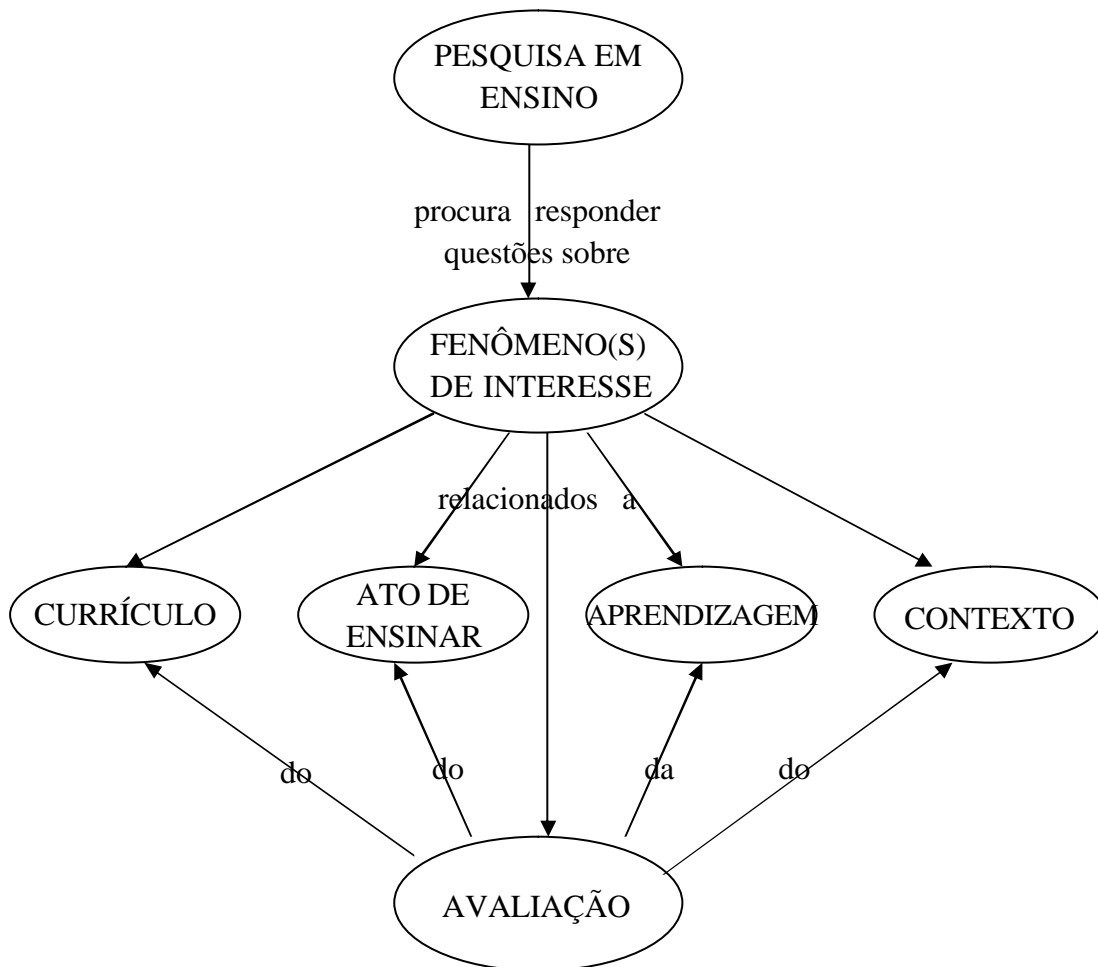 PESQUISA EM
ENSINO
procura responder
questões sobre
FENÔMENO(S)
DE INTERESSE
relacionados a
CURRÍCULO
ATO DE
ENSINAR
APRENDIZAGEM
CONTEXTO
do
do
da
do
AVALIAÇÃO